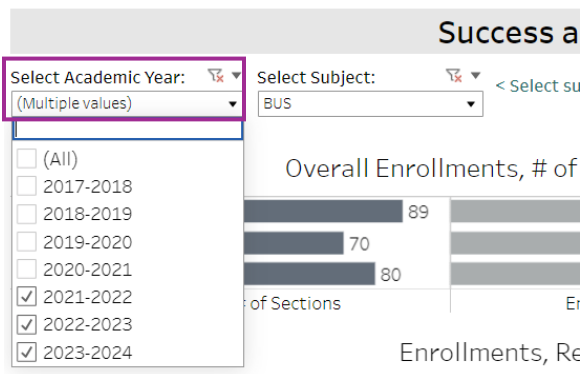 Success a
Select Academic Year:
Select Subject:
< Select su
(Multiple values)
BUS
(All)
2017-2018
2018-2019
2019-2020
2020-2021
2021-2022
2022-2023
2023-2024
Overall Enrollments, # of
89
70
80
of Sections
Enrollments, Re